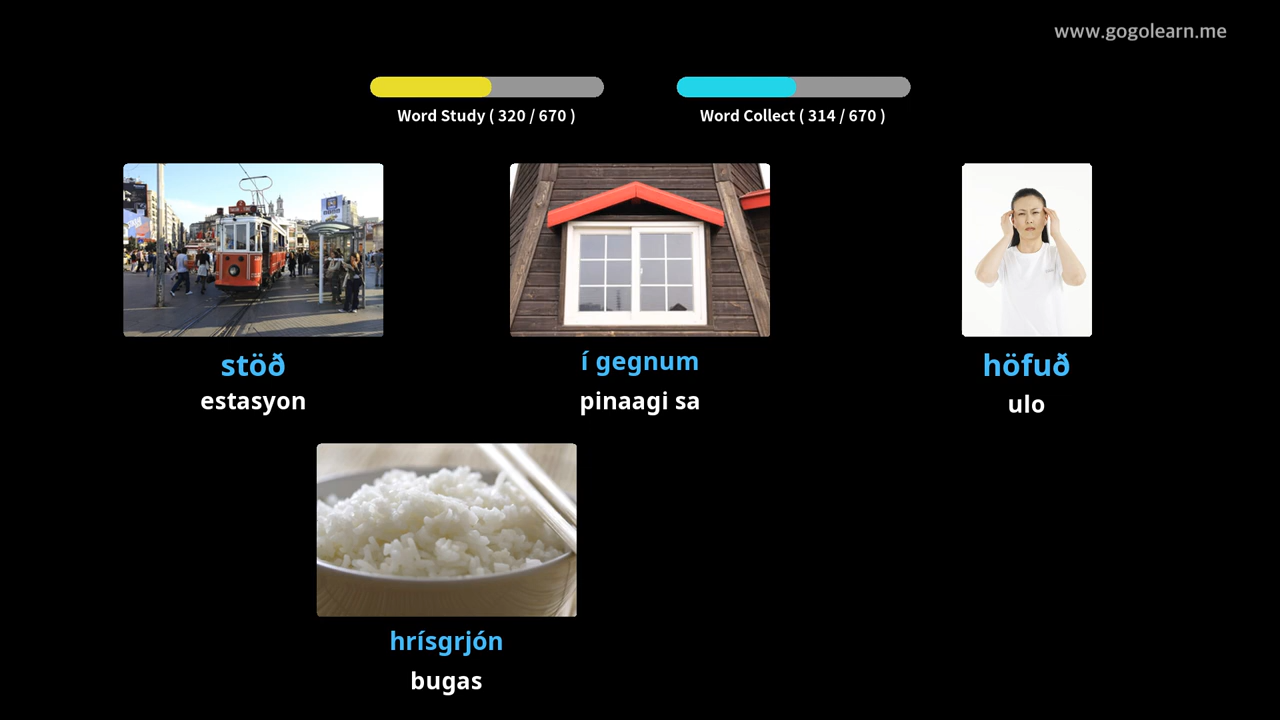 www.gogolearn.me
Word Study ( 320 / 670 )
Word Collect ( 314 / 670 )
stöð
estasyon
í gegnum
pinaagi sa
höfuð
ulo
hrísgrjón
bugas